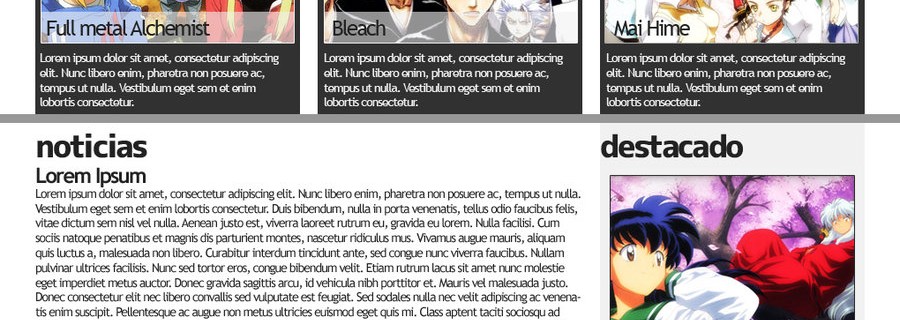 Full metal Alchemist
Lorem ipsum dolor sit amet, consectetur adipiscing
elit. Nunc libero enim, pharetra non posuere ac,
tempus ut nulla. Vestibulum eget sem et enim
lobortis consectetur.
Bleach
Lorem ipsum dolor sit amet, consectetur adipiscing
elit. Nunc libero enim, pharetra non posuere ac,
tempus ut nulla. Vestibulum eget sem et enim
lobortis consectetur.
Mai Hime
Lorem ipsum dolor sit amet, consectetur adipiscing
elit. Nunc libero enim, pharetra non posuere ac,
tempus ut nulla. Vestibulum eget sem et enim
lobortis consectetur.
noticias
Lorem Ipsum
Lorem ipsum dolor sit amet, consectetur adipiscing elit. Nunc libero enim, pharetra non posuere ac, tempus ut nulla.
Vestibulum eget sem et enim lobortis consectetur. Duis bibendum, nulla in porta venenatis, tellus odio faucibus felis,
vitae dictum sem nisl vel nulla. Aenean justo est, viverra laoreet rutrum eu, gravida eu lorem. Nulla facilisi. Cum
sociis natoque penatibus et magnis dis parturient montes, nascetur ridiculus mus. Vivamus augue mauris, aliquam
quis luctus a, malesuada non libero. Curabitur interdum tincidunt ante, sed congue nunc viverra faucibus. Nullam
pulvinar ultrices facilisis. Nunc sed tortor eros, congue bibendum velit. Etiam rutrum lacus sit amet nunc molestie
eget imperdiet metus auctor. Donec gravida sagittis arcu, id vehicula nibh porttitor et. Mauris vel malesuada justo.
Donec consectetur elit nec libero convallis sed vulputate est feugiat. Sed sodales nulla nec velit adipiscing ac venena-
tis enim suscipit. Pellentesque ac augue non metus ultricies euismod eget quis mi. Class aptent taciti sociosqu ad
destacado